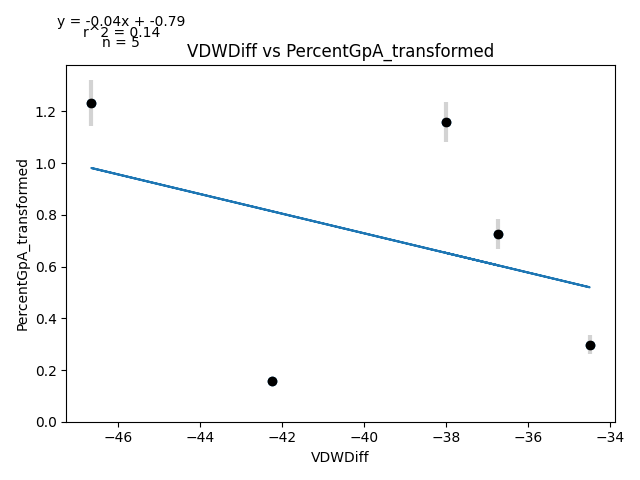 y = -0.04x + -0.79
r^2 = 0.14
n = 5
VDWDiff vs PercentGpA_transformed
PercentGpA_transformed
1.2
1.0
0.8
0.6
0.4
0.2
0.0
−46
−44
−42
−40
−38
−36
−34
VDWDiff